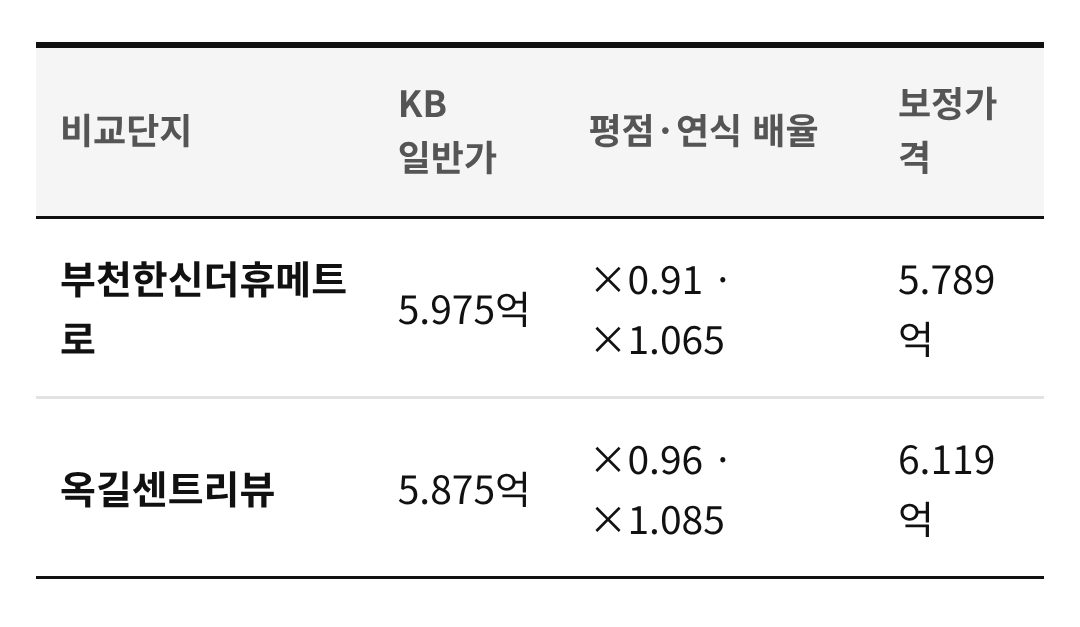 비교단지
KB
일반가
평점·연식 배율
보정가
격
부천한신더휴메트
로
5.975억
×0.91 ·
×1.065
5.789
억
옥길센트리뷰
5.875억
×0.96 ·
×1.085
6.119
억